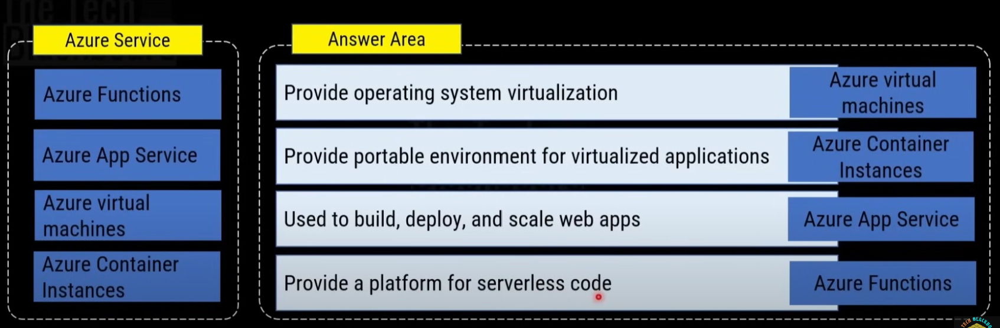 The Tech
Azure Service
Answer Area
Azure Functions
Azure App Service
Azure virtual
machines
Azure Container
Instances
Provide operating system virtualization
Azure virtual
machines
Provide portable environment for virtualized applications
Azure Container
Instances
Used to build, deploy, and scale web apps
Azure App Service
Provide a platform for serverless code
Azure Functions
TECH